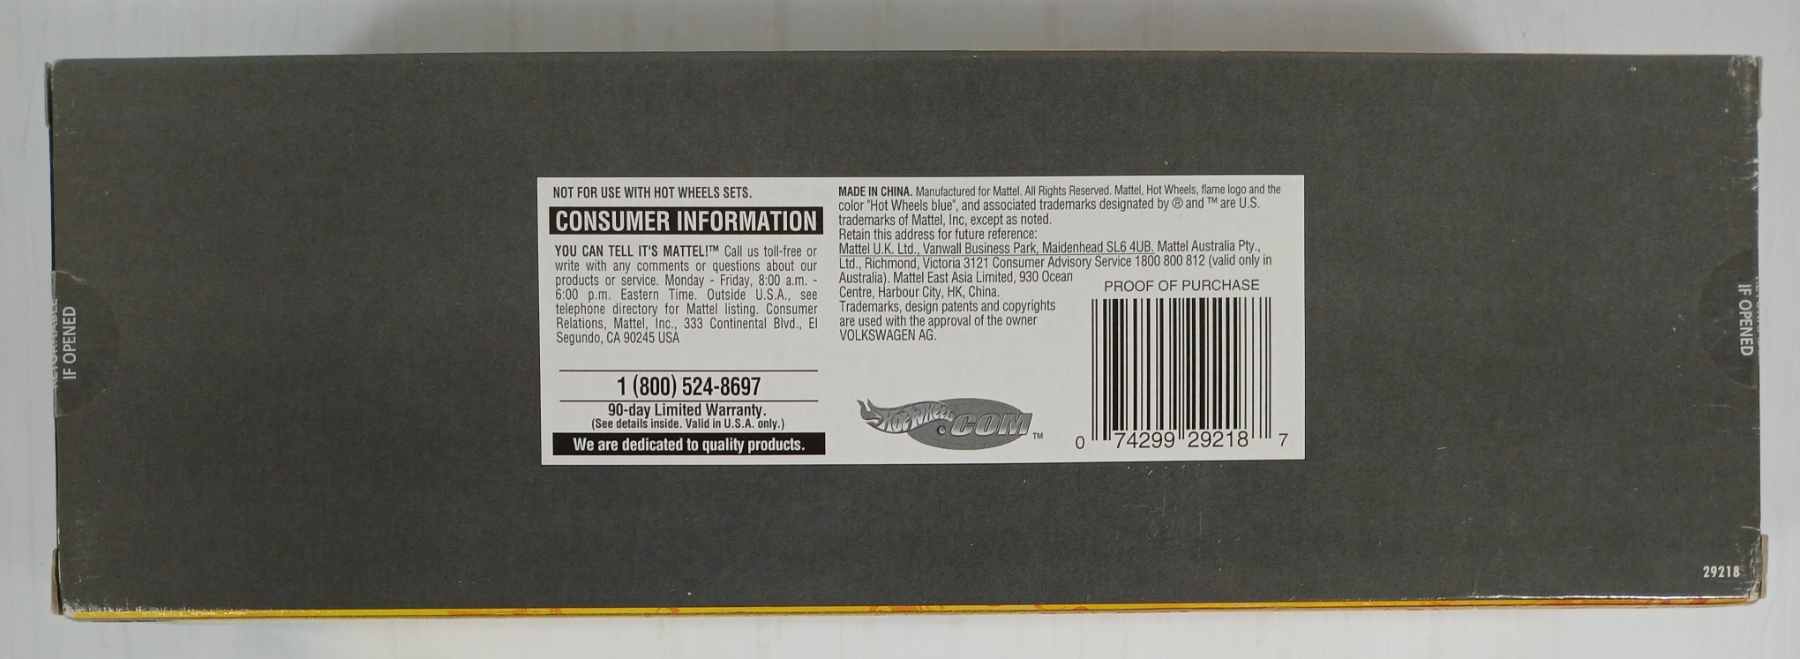 NOT FOR USE WITH HOT WHEELS SETS.
CONSUMER INFORMATION
YOU CAN TELL IT'S MATTEL!™ Call us toll-free or
write with any comments or questions about our
products or service. Monday - Friday, 8:00 a.m. -
6:00 p.m. Eastern Time. Outside U.S.A., see
telephone directory for Mattel listing. Consumer
Relations, Mattel, Inc., 333 Continental Blvd., El
Segundo, CA 90245 USA
1 (800) 524-8697
90-day Limited Warranty.
(See details inside. Valid in U.S.A. only.)
We are dedicated to quality products.
MADE IN CHINA. Manufactured for Mattel. All Rights Reserved. Mattel, Hot Wheels, flame logo and the
color "Hot Wheels blue", and associated trademarks designated by ® and ™ are U.S.
trademarks of Mattel, Inc, except as noted.
Retain this address for future reference:
Mattel U.K. Ltd., Vanwall Business Park, Maidenhead SL6 4UB. Mattel Australia Pty.,
Ltd., Richmond, Victoria 3121 Consumer Advisory Service 1800 800 812 (valid only in
Australia). Mattel East Asia Limited, 930 Ocean
Centre, Harbour City, HK, China.
Trademarks, design patents and copyrights
are used with the approval of the owner
VOLKSWAGEN AG.
HOT WHEELS.COM™
PROOF OF PURCHASE
0 74299 29218 7
IF OPENED
IF OPENED
29218